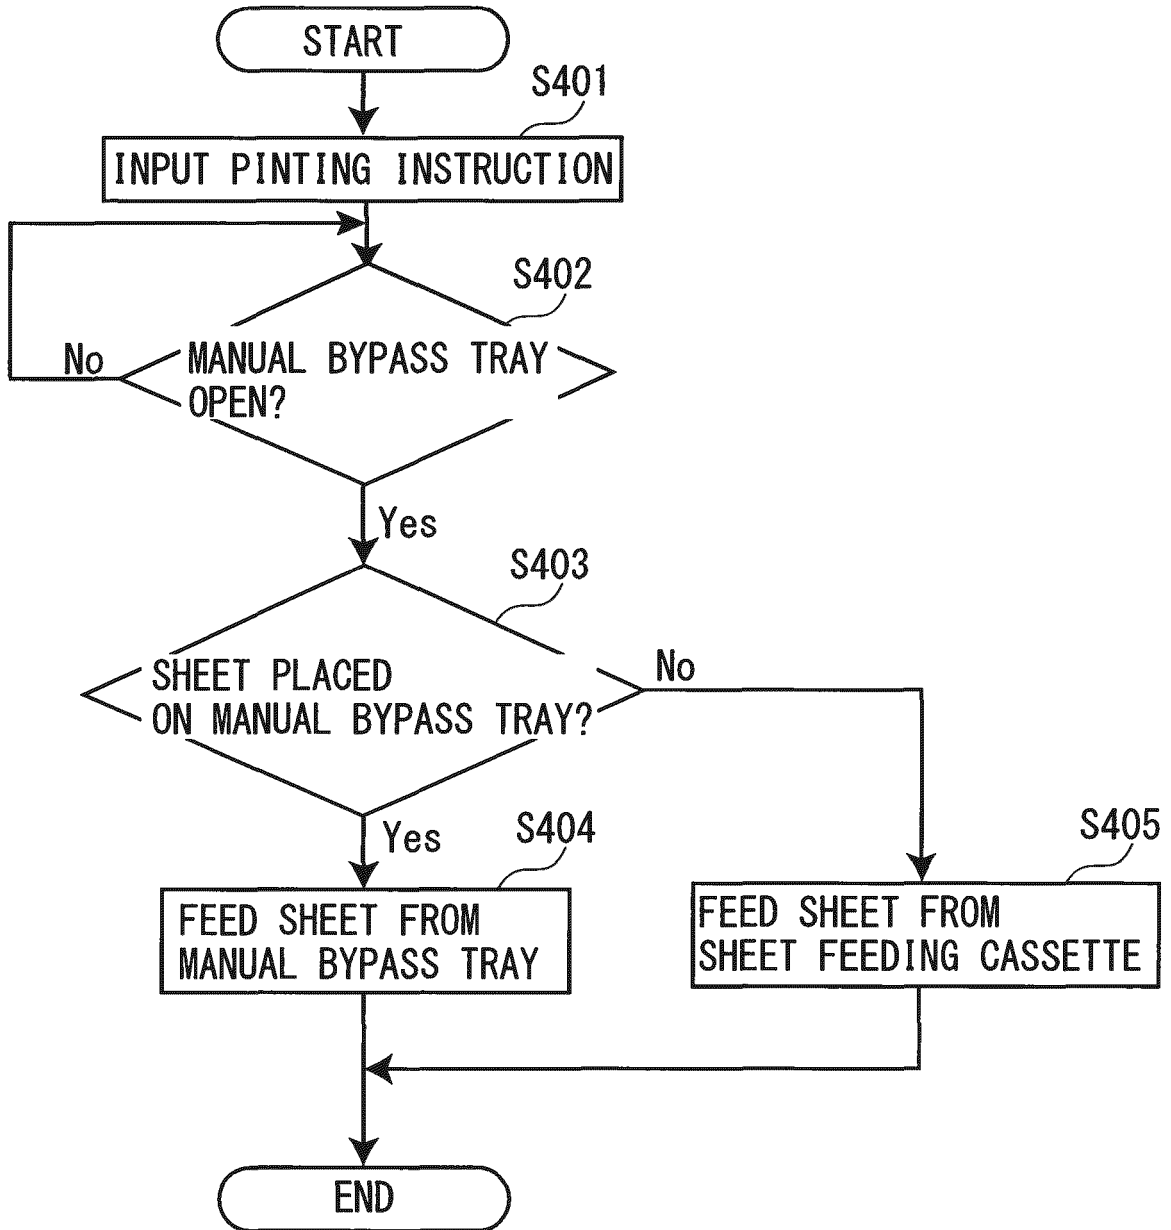 START
S401
INPUT PINTING INSTRUCTION
S402
No
MANUAL BYPASS TRAY
OPEN?
Yes
S403
SHEET PLACED
ON MANUAL BYPASS TRAY?
No
Yes
S404
FEED SHEET FROM
MANUAL BYPASS TRAY
S405
FEED SHEET FROM
SHEET FEEDING CASSETTE
END